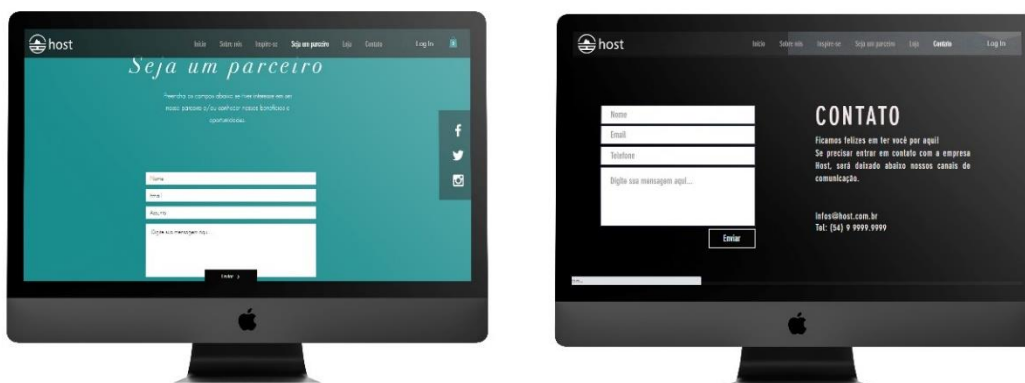 host
Início Sobre nós Inspire-se Seja um parceiro Loja Contato Log In
Seja um parceiro
Preencha os campos abaixo se tiver interesse em ser
nosso parceiro e/ou conhecer nossos benefícios e
oportunidades.
Nome
Email
Assunto
Digite sua mensagem aqui...
Enviar
host
Início Sobre nós Inspire-se Seja um parceiro Loja Contato Log In
Nome
Email
Telefone
Digite sua mensagem aqui...
Enviar
CONTATO
Ficamos felizes em ter você por aqui!
Se precisar entrar em contato com a empresa
Host, será deixado abaixo nossos canais de
comunicação.
Infos@host.com.br
Tel: (54) 9 9999.9999